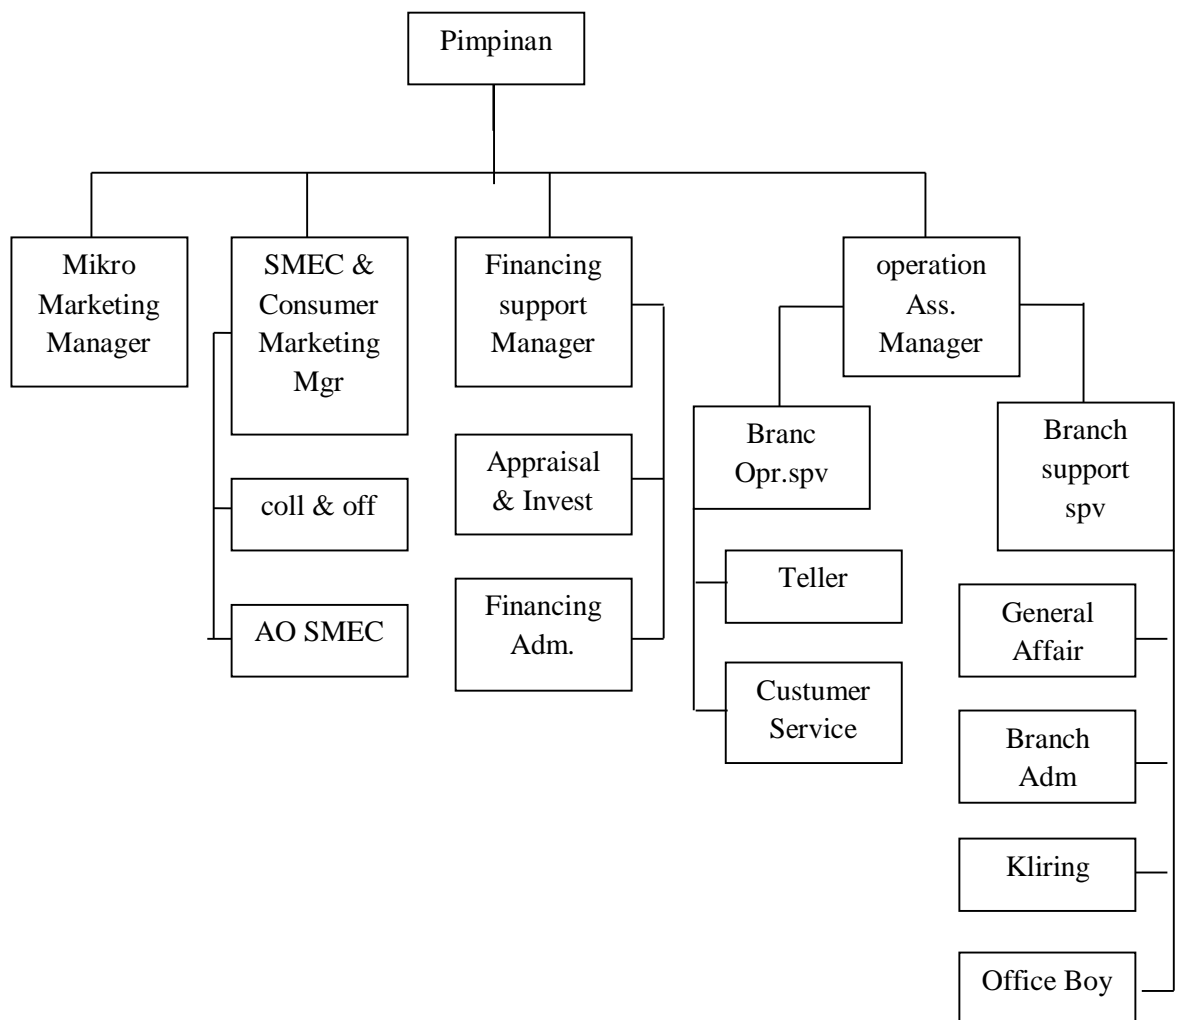 Pimpinan
Mikro
Marketing
Manager
SMEC &
Consumer
Marketing
Mgr
Financing
support
Manager
operation
Ass.
Manager
coll & off
AO SMEC
Appraisal
& Invest
Financing
Adm.
Branc
Opr.spv
Teller
Custumer
Service
Branch
support
spv
General
Affair
Branch
Adm
Kliring
Office Boy